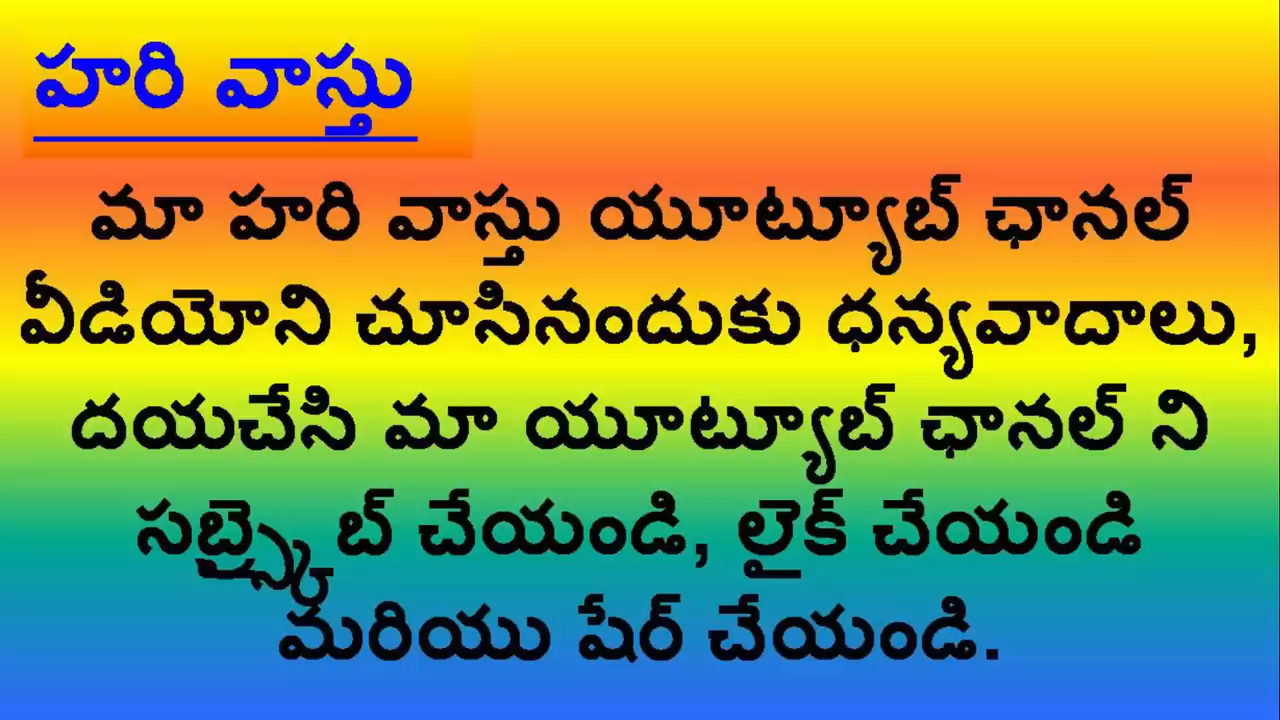 హరి వాస్తు
మా హరి వాస్తు యూట్యూబ్ ఛానల్
వీడియోని చూసినందుకు ధన్యవాదాలు,
దయచేసి మా యూట్యూబ్ ఛానల్ ని
సబ్స్క్రైబ్ చేయండి, లైక్ చేయండి
మరియు షేర్ చేయండి.